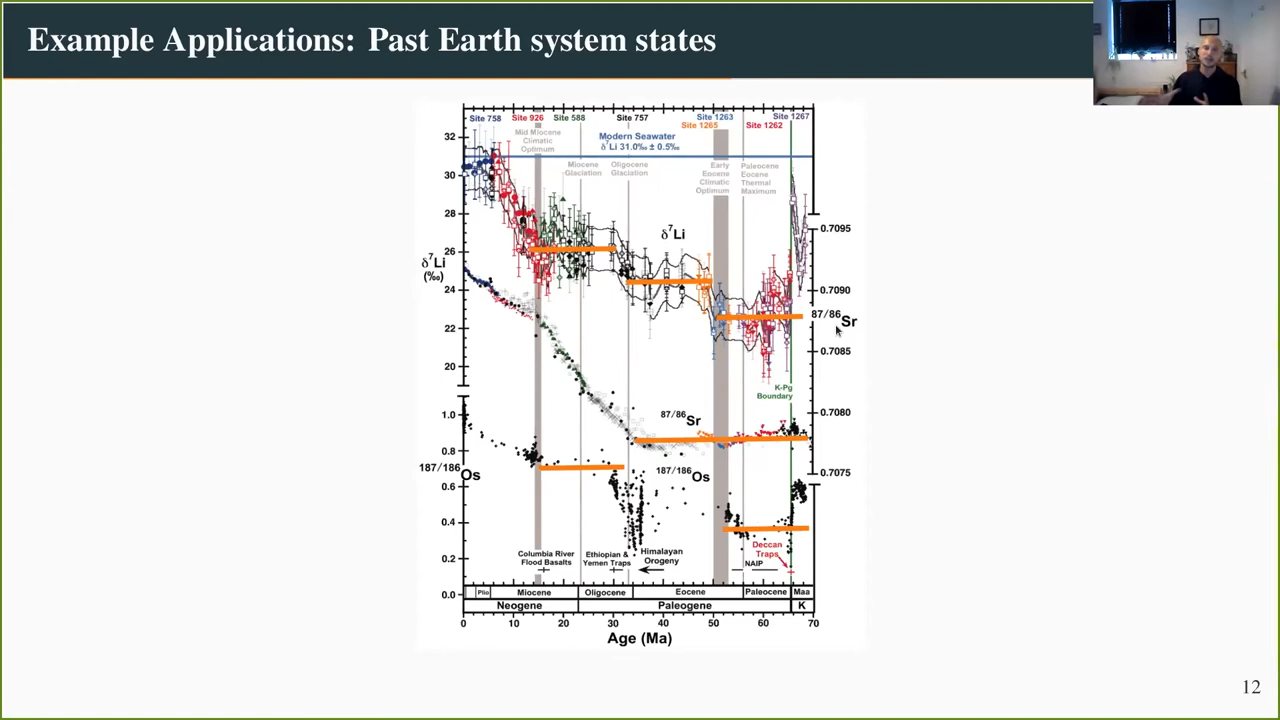 Example Applications: Past Earth system states
Site 758
Site 926
Site 588
Site 757
Site 1265
Site 1263
Site 1262
Site 1267
Mid Miocene
Climatic
Optimum
Modern Seawater
δ7Li 31.0‰ ± 0.5‰
Miocene
Glaciation
Oligocene
Glaciation
Early
Eocene
Climatic
Optimum
Paleocene
Eocene
Thermal
Maximum
32
30
28
26
24
22
20
δ7Li
(‰)
δ7Li
0.7095
0.7090
0.7085
0.7080
0.7075
87/86Sr
K-Pg
Boundary
87/86Sr
1.0
0.8
0.6
0.4
0.2
0.0
187/186Os
187/186Os
Columbia River
Flood Basalts
Ethiopian &
Yemen Traps
Himalayan
Orogeny
NAIP
Deccan
Traps
Plio
Miocene
Oligocene
Eocene
Paleocene
Maa
Neogene
Paleogene
K
0 10 20 30 40 50 60 70
Age (Ma)
12